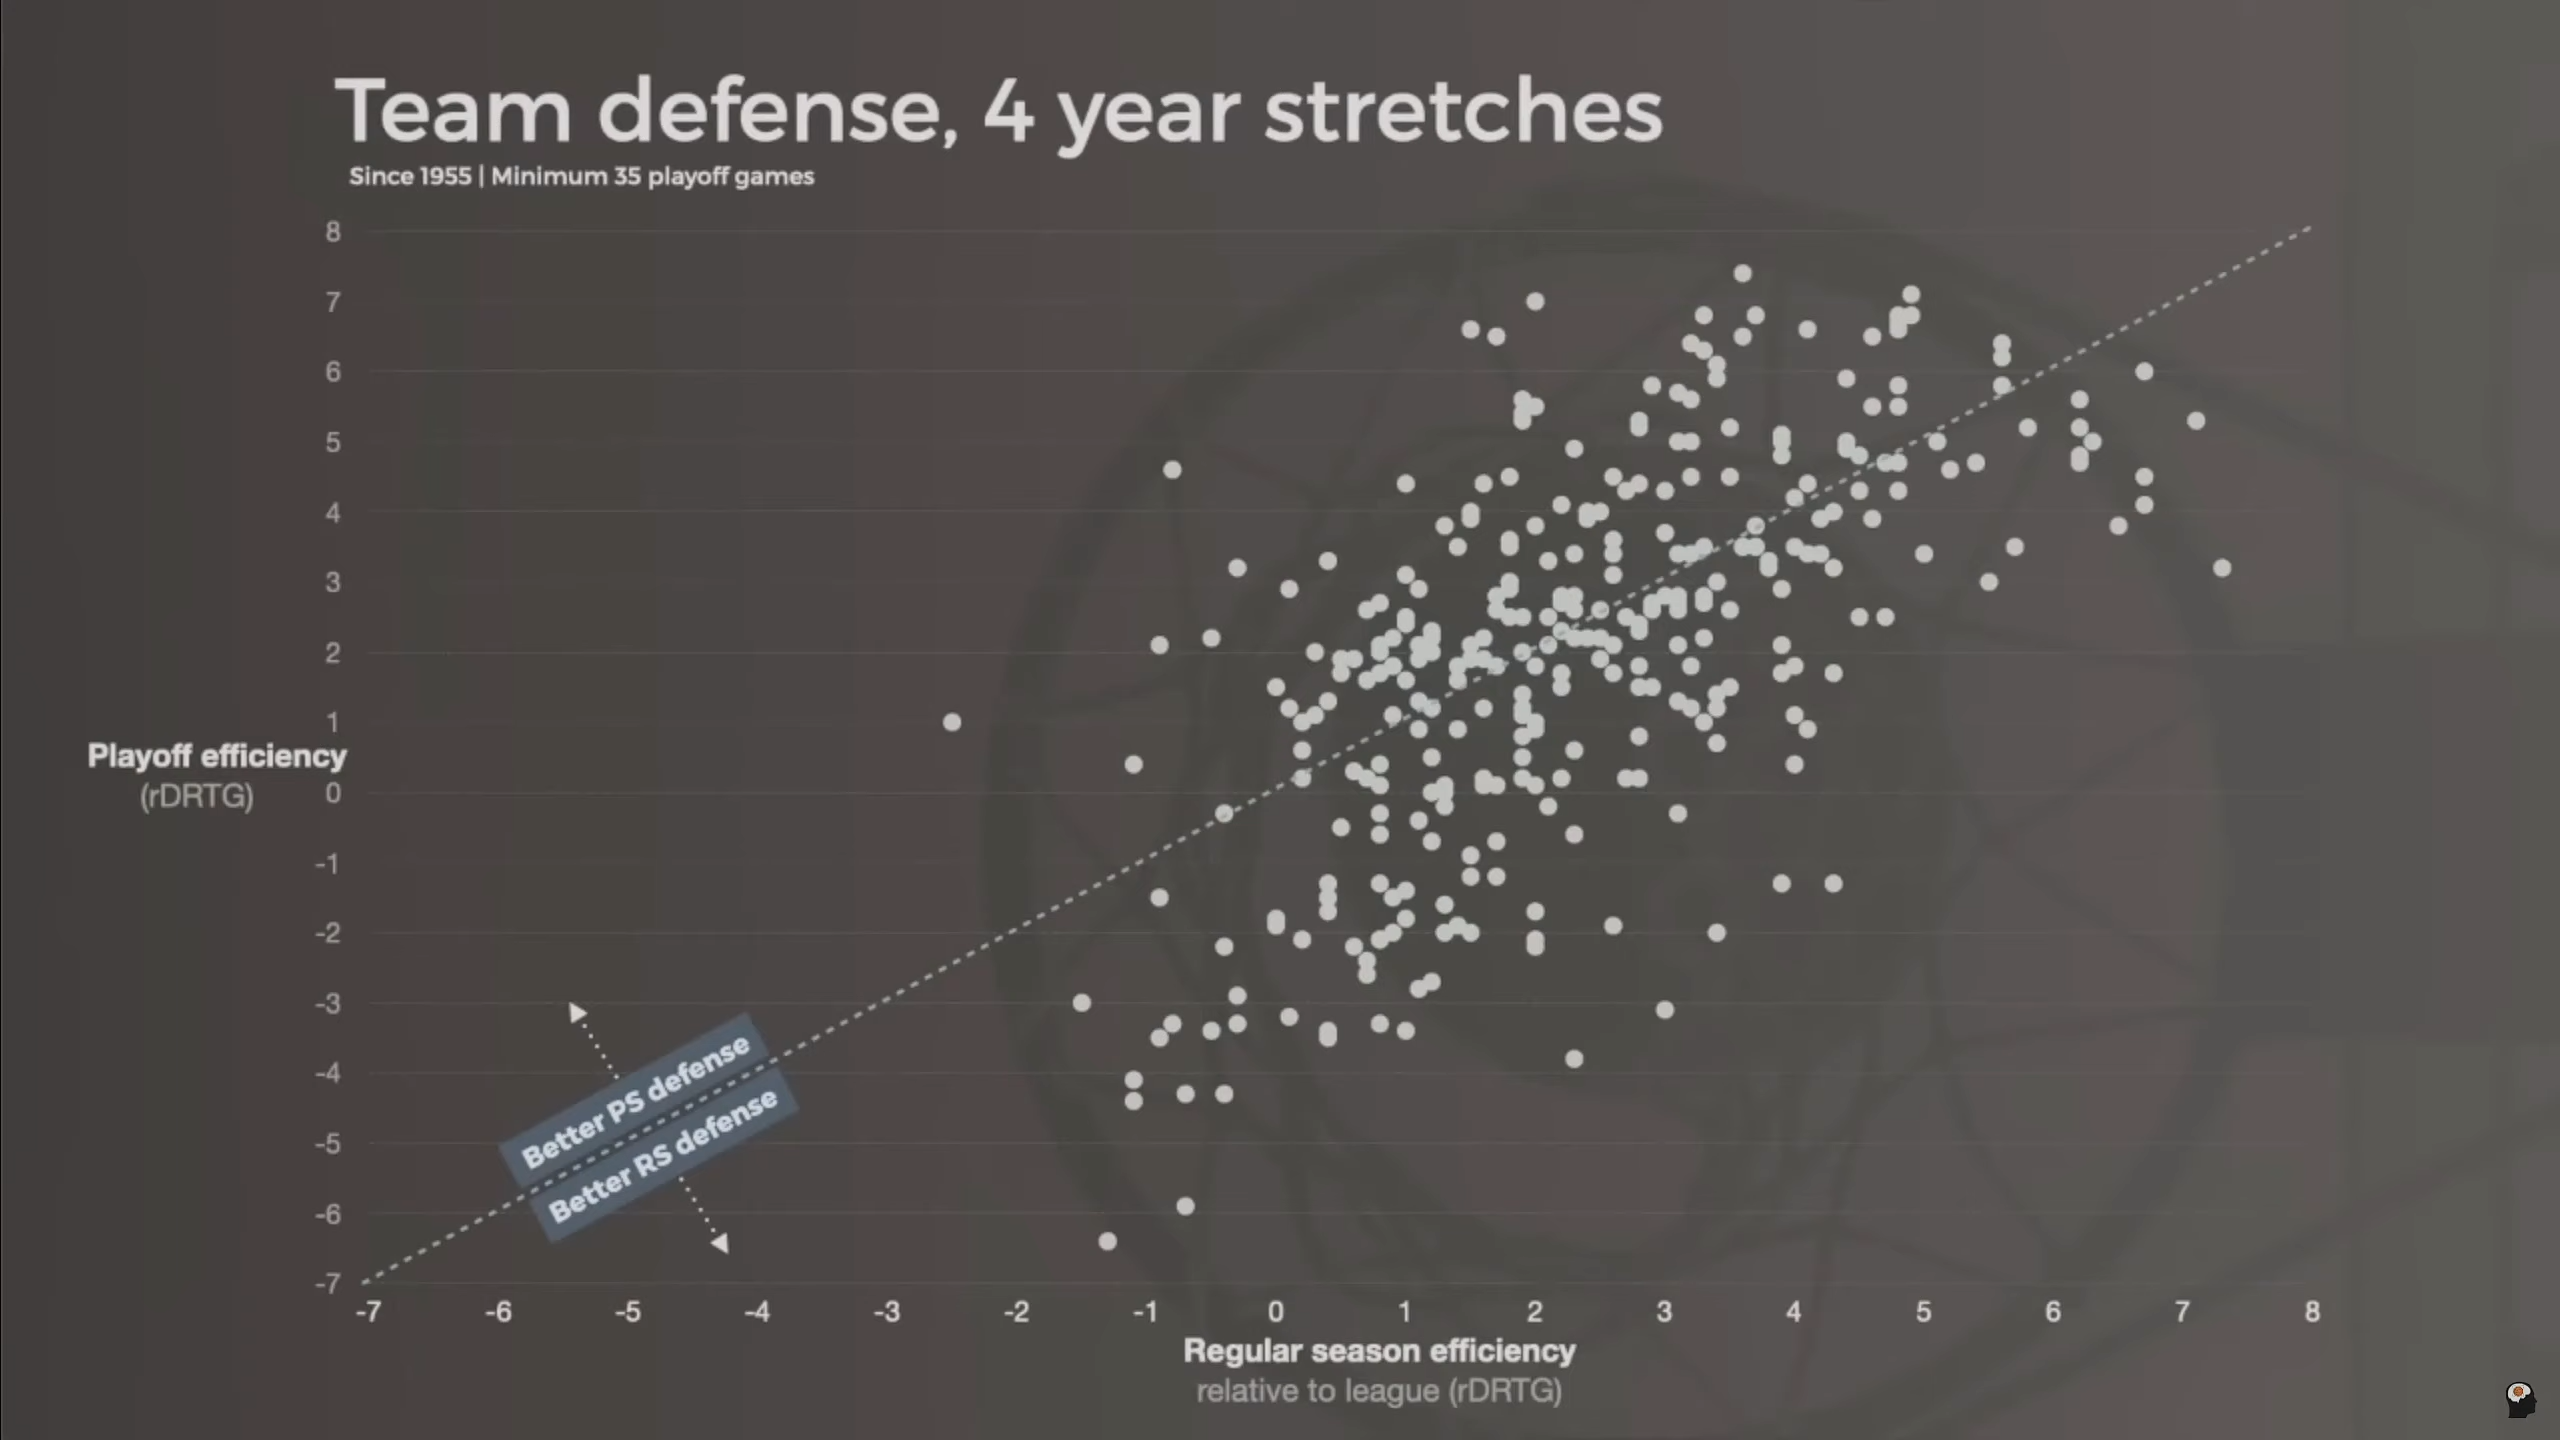 Team defense, 4 year stretches
Since 1955 | Minimum 35 playoff games
8
7
6
5
4
3
2
1
Playoff efficiency
(rDRTG)
0
-1
-2
-3
-4
-5
-6
-7
Better PS defense
Better RS defense
-7 -6 -5 -4 -3 -2 -1 0 1 2 3 4 5 6 7 8
Regular season efficiency
relative to league (rDRTG)